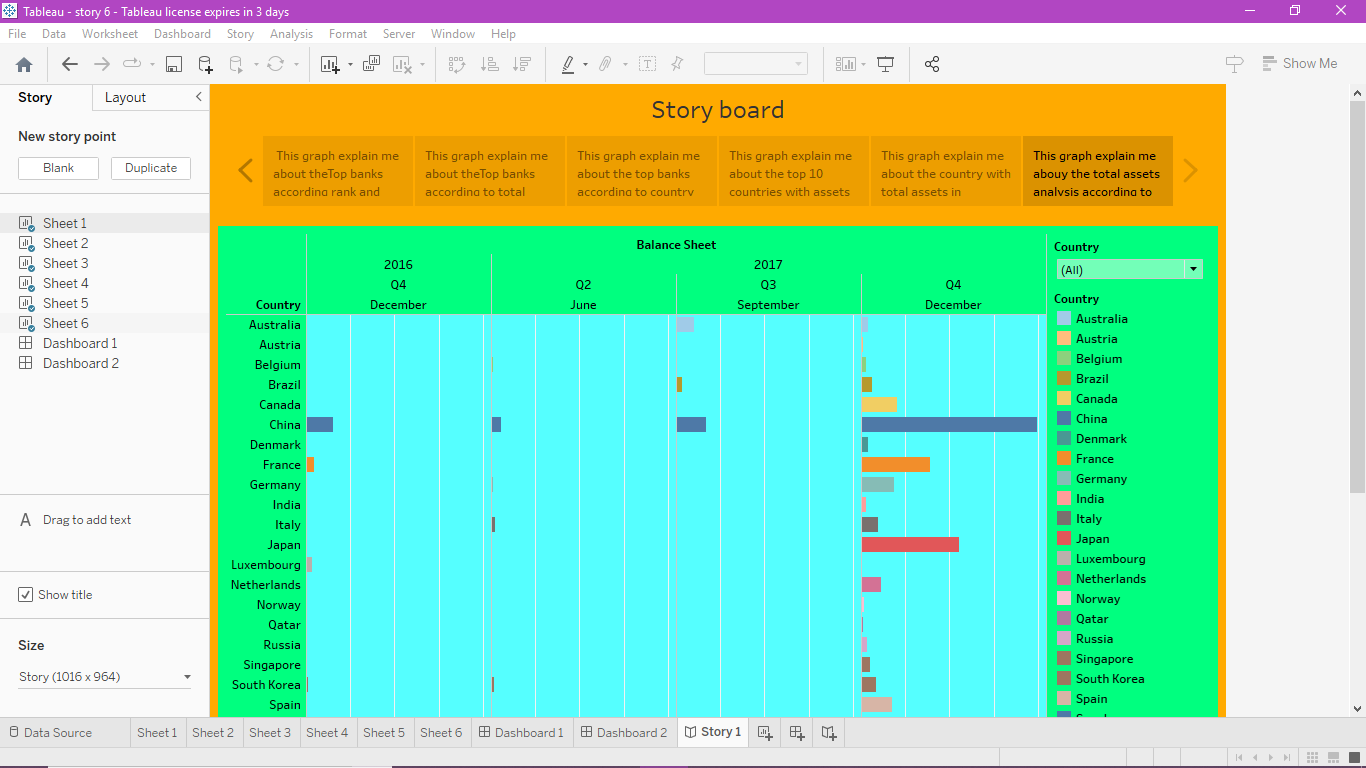 Tableau - story 6 - Tableau license expires in 3 days
File Data Worksheet Dashboard Story Analysis Format Server Window Help
Show Me
Story Layout
New story point
Blank Duplicate
Sheet 1
Sheet 2
Sheet 3
Sheet 4
Sheet 5
Sheet 6
Dashboard 1
Dashboard 2
A Drag to add text
Show title
Size
Story (1016 x 964)
Story board
This graph explain me
about theTop banks
according rank and
This graph explain me
about theTop banks
according to total
This graph explain me
about the top banks
according to country
This graph explain me
about the top 10
countries with assets
This graph explain me
about the country with
total assets in
This graph explain me
abouy the total assets
analysis according to
Balance Sheet
2016 2017
Q4 Q2 Q3 Q4
Country December June September December
Australia
Austria
Belgium
Brazil
Canada
China
Denmark
France
Germany
India
Italy
Japan
Luxembourg
Netherlands
Norway
Qatar
Russia
Singapore
South Korea
Spain
Country
(All)
Country
Australia
Austria
Belgium
Brazil
Canada
China
Denmark
France
Germany
India
Italy
Japan
Luxembourg
Netherlands
Norway
Qatar
Russia
Singapore
South Korea
Spain
Data Source Sheet 1 Sheet 2 Sheet 3 Sheet 4 Sheet 5 Sheet 6 Dashboard 1 Dashboard 2 Story 1